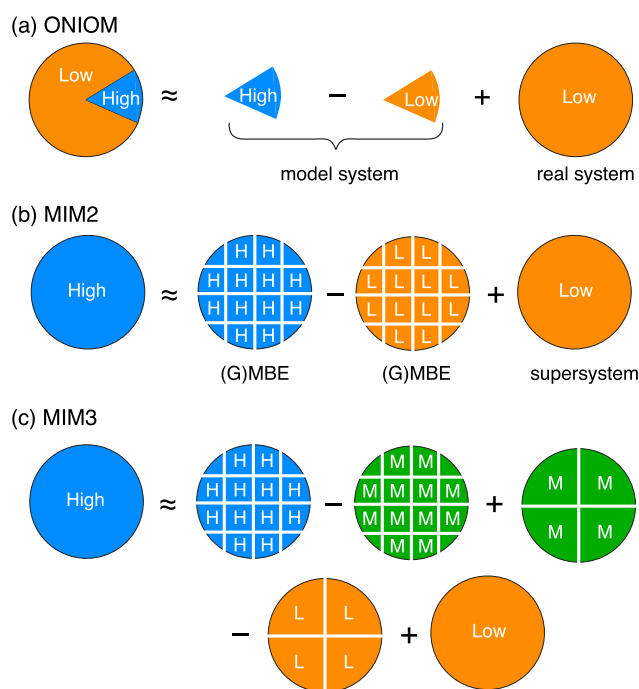 (a) ONIOM
Low High ≈ High − Low + Low
model system real system
(b) MIM2
High ≈ H H H H H H H H H H H H − L L L L L L L L L L L L + Low
(G)MBE (G)MBE supersystem
(c) MIM3
High ≈ H H H H H H H H H H H H − M M M M M M M M M M M M + M M M M
− L L L L + Low